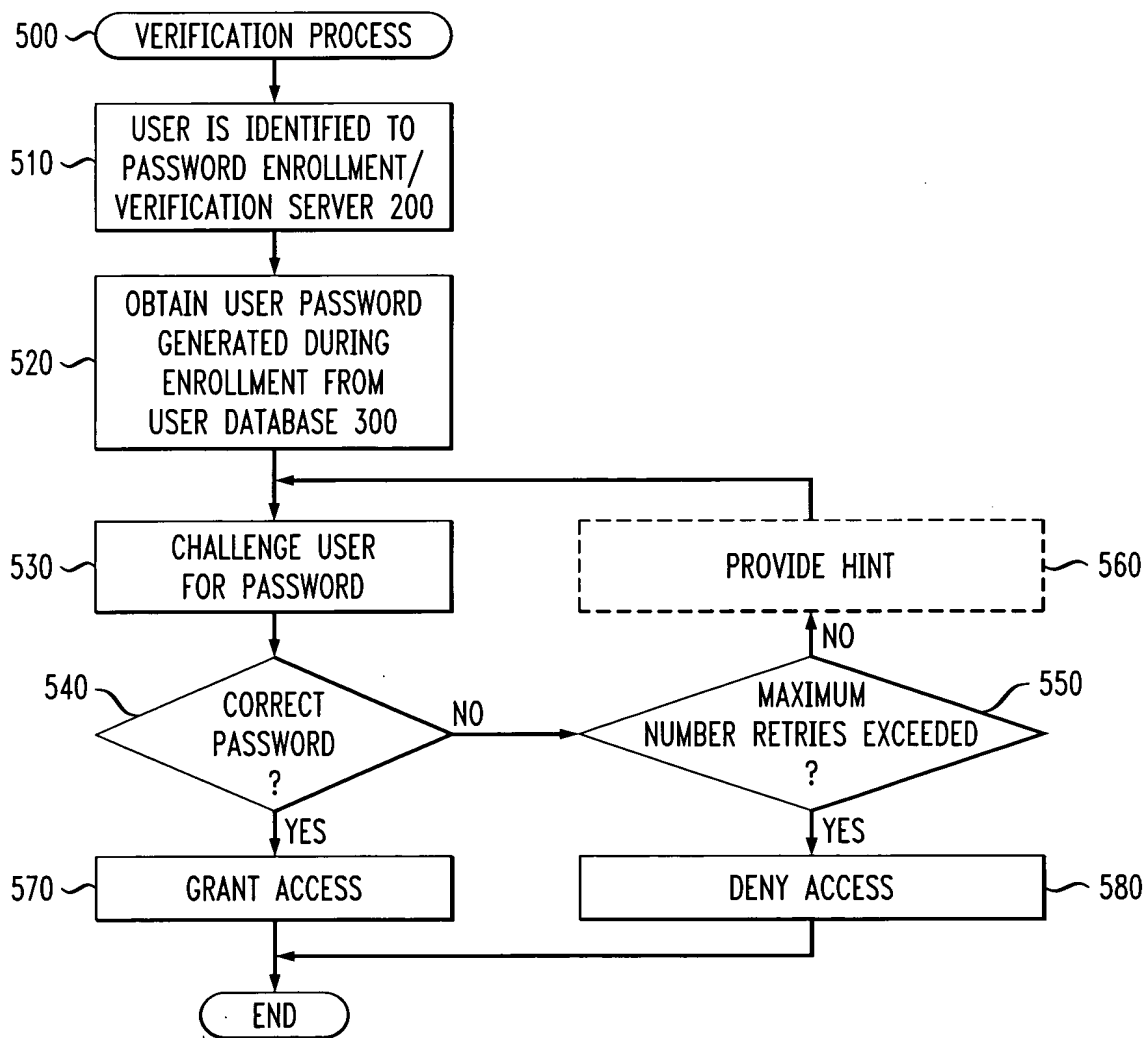 500
VERIFICATION PROCESS
510
USER IS IDENTIFIED TO
PASSWORD ENROLLMENT/
VERIFICATION SERVER 200
520
OBTAIN USER PASSWORD
GENERATED DURING
ENROLLMENT FROM
USER DATABASE 300
530
CHALLENGE USER
FOR PASSWORD
PROVIDE HINT
560
NO
540
CORRECT
PASSWORD
?
NO
MAXIMUM
NUMBER RETRIES EXCEEDED
?
550
YES
YES
570
GRANT ACCESS
DENY ACCESS
580
END